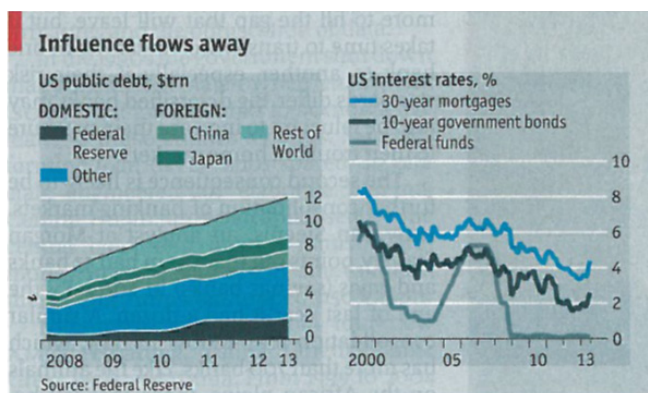 Influence flows away
US public debt, $trn
DOMESTIC:
Federal
Reserve
Other
FOREIGN:
China
Japan
Rest of
World
12
10
8
6
4
2
0
2008 09 10 11 12 13
US interest rates, %
30-year mortgages
10-year government bonds
Federal funds
10
8
6
4
2
0
2000 05 10 13
Source: Federal Reserve